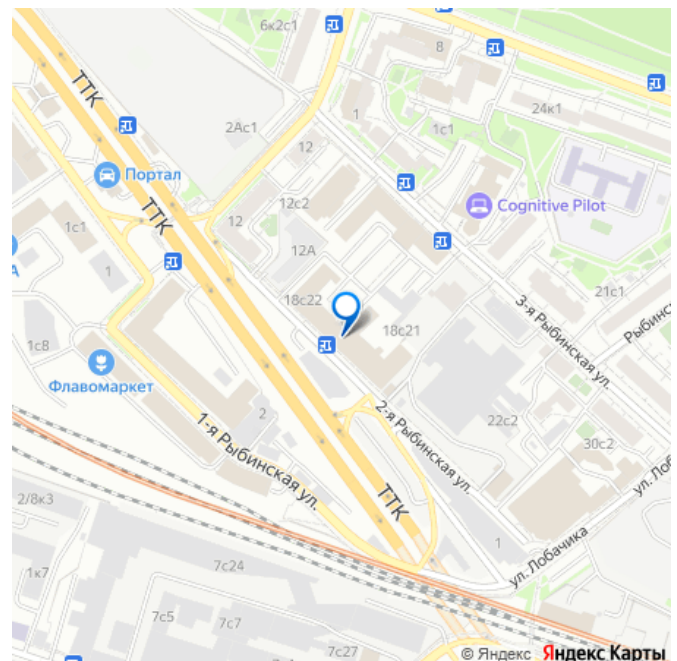 6к2с1
8
ТТК
24к1
2Ас1
1
1с1
12
Портал
12с2
Cognitive Pilot
ТТК
12
1с1
12А
А
1
18с22
3-я Рыбинская ул.
21с1
18с21
Рыбинс
1с8
Флавомаркет
2
2-я Рыбинская ул.
22с2
1-я Рыбинская ул.
30с2
ул. Лоб
ТТК
2/8к3
1
ул. Лобачика
7с24
1к7
7с5
7с7
7с27
© Яндекс Яндекс Карты